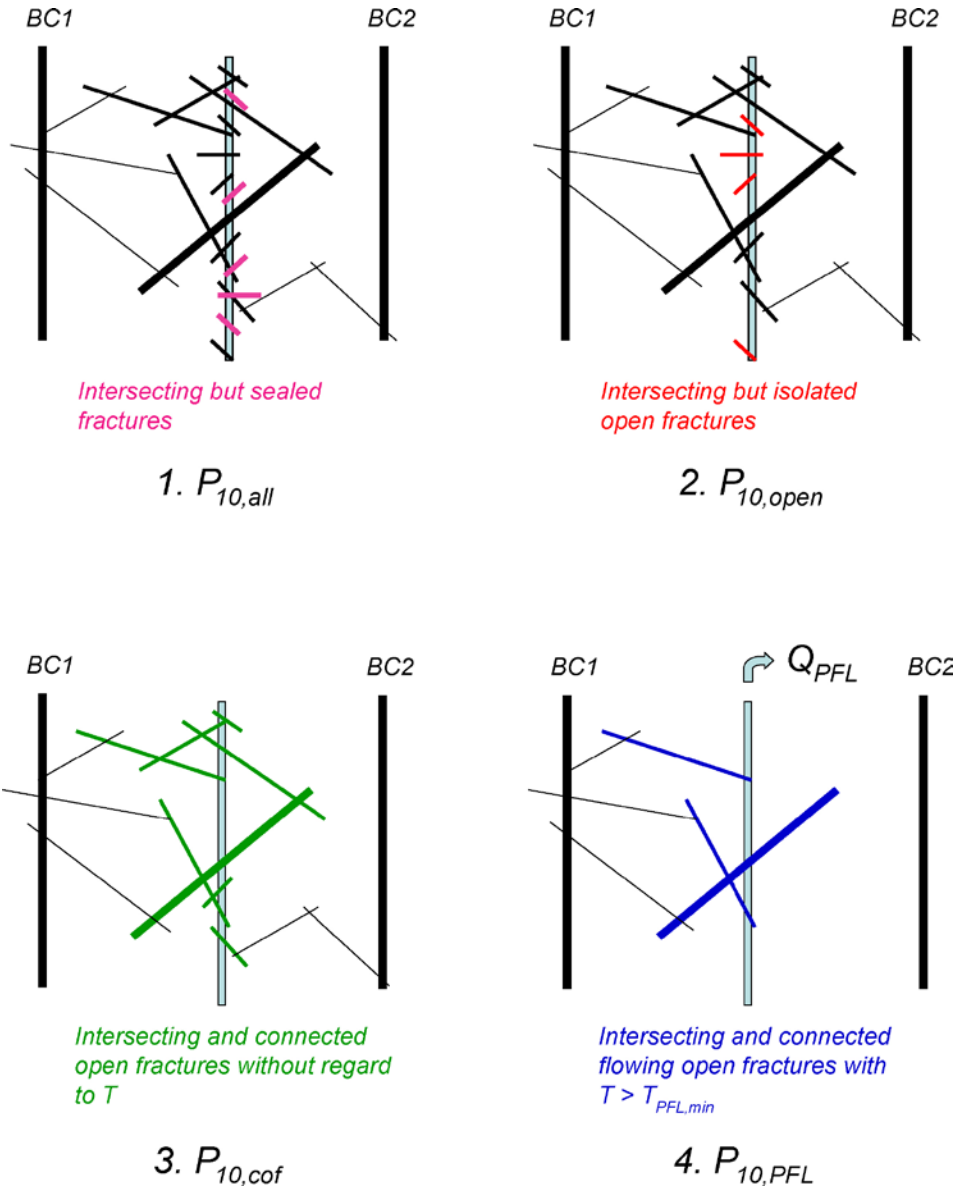 BC1 BC2 BC1 BC2
Intersecting but sealed
fractures
Intersecting but isolated
open fractures
1. P10,all
2. P10,open
BC1 BC2 BC1 Q_PFL BC2
Intersecting and connected
open fractures without regard
to T
Intersecting and connected
flowing open fractures with
T > T_PFL,min
3. P10,cof
4. P10,PFL